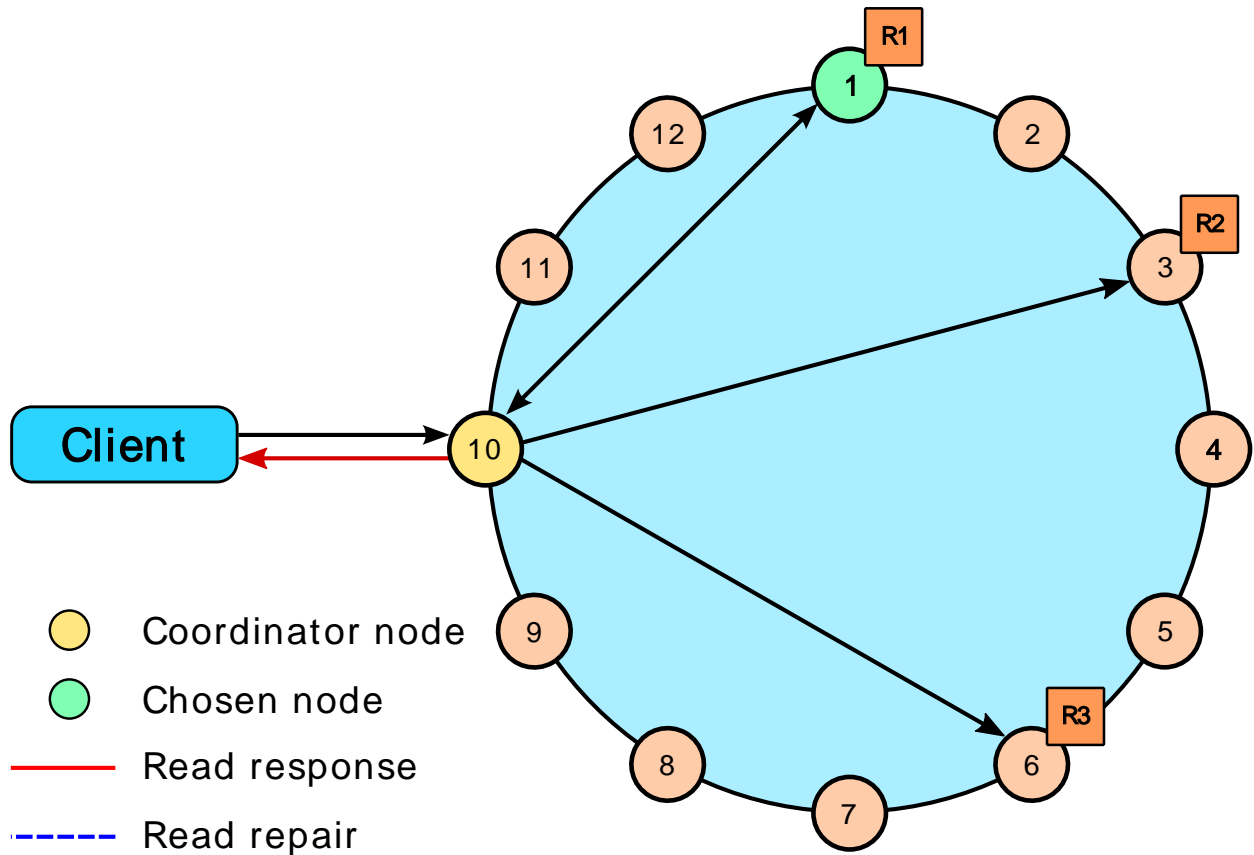 R1
1
12
2
R2
11
3
Client
10
4
9
5
Coordinator node
Chosen node
R3
Read response
8
6
7
Read repair